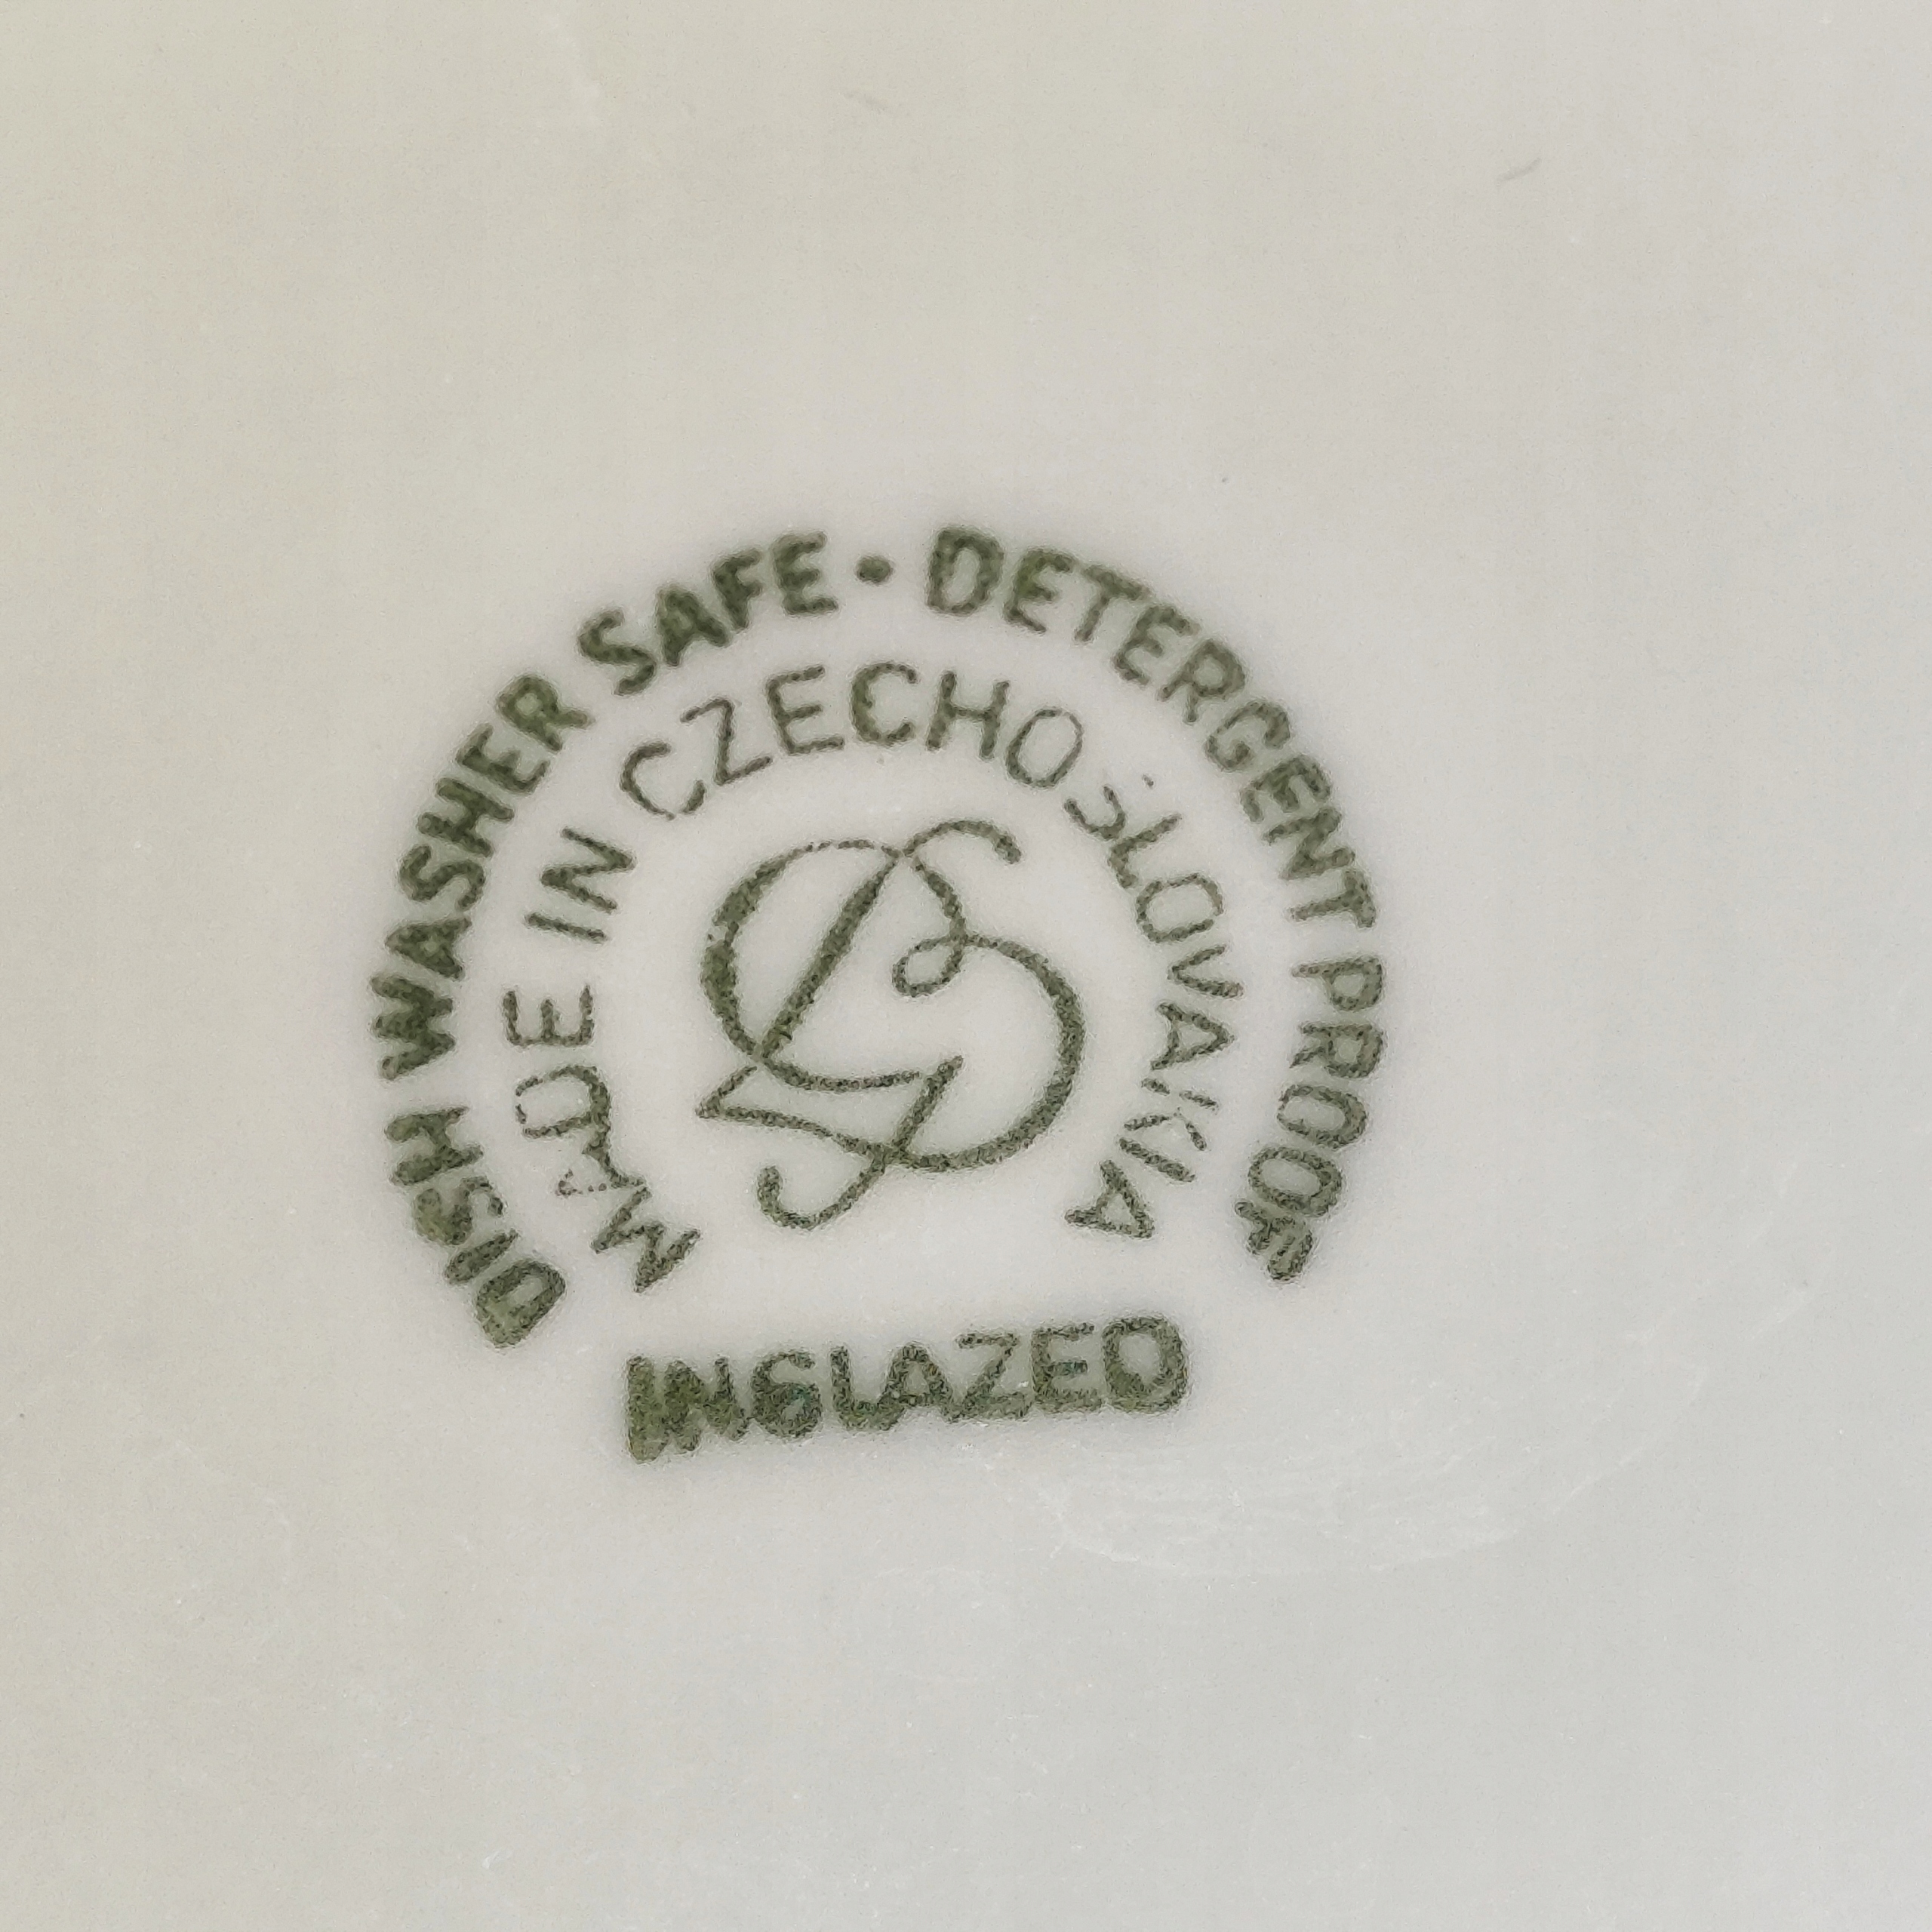 DISH WASHER SAFE • DETERGENT PROOF
MADE IN CZECHOSLOVAKIA
INGLAZED